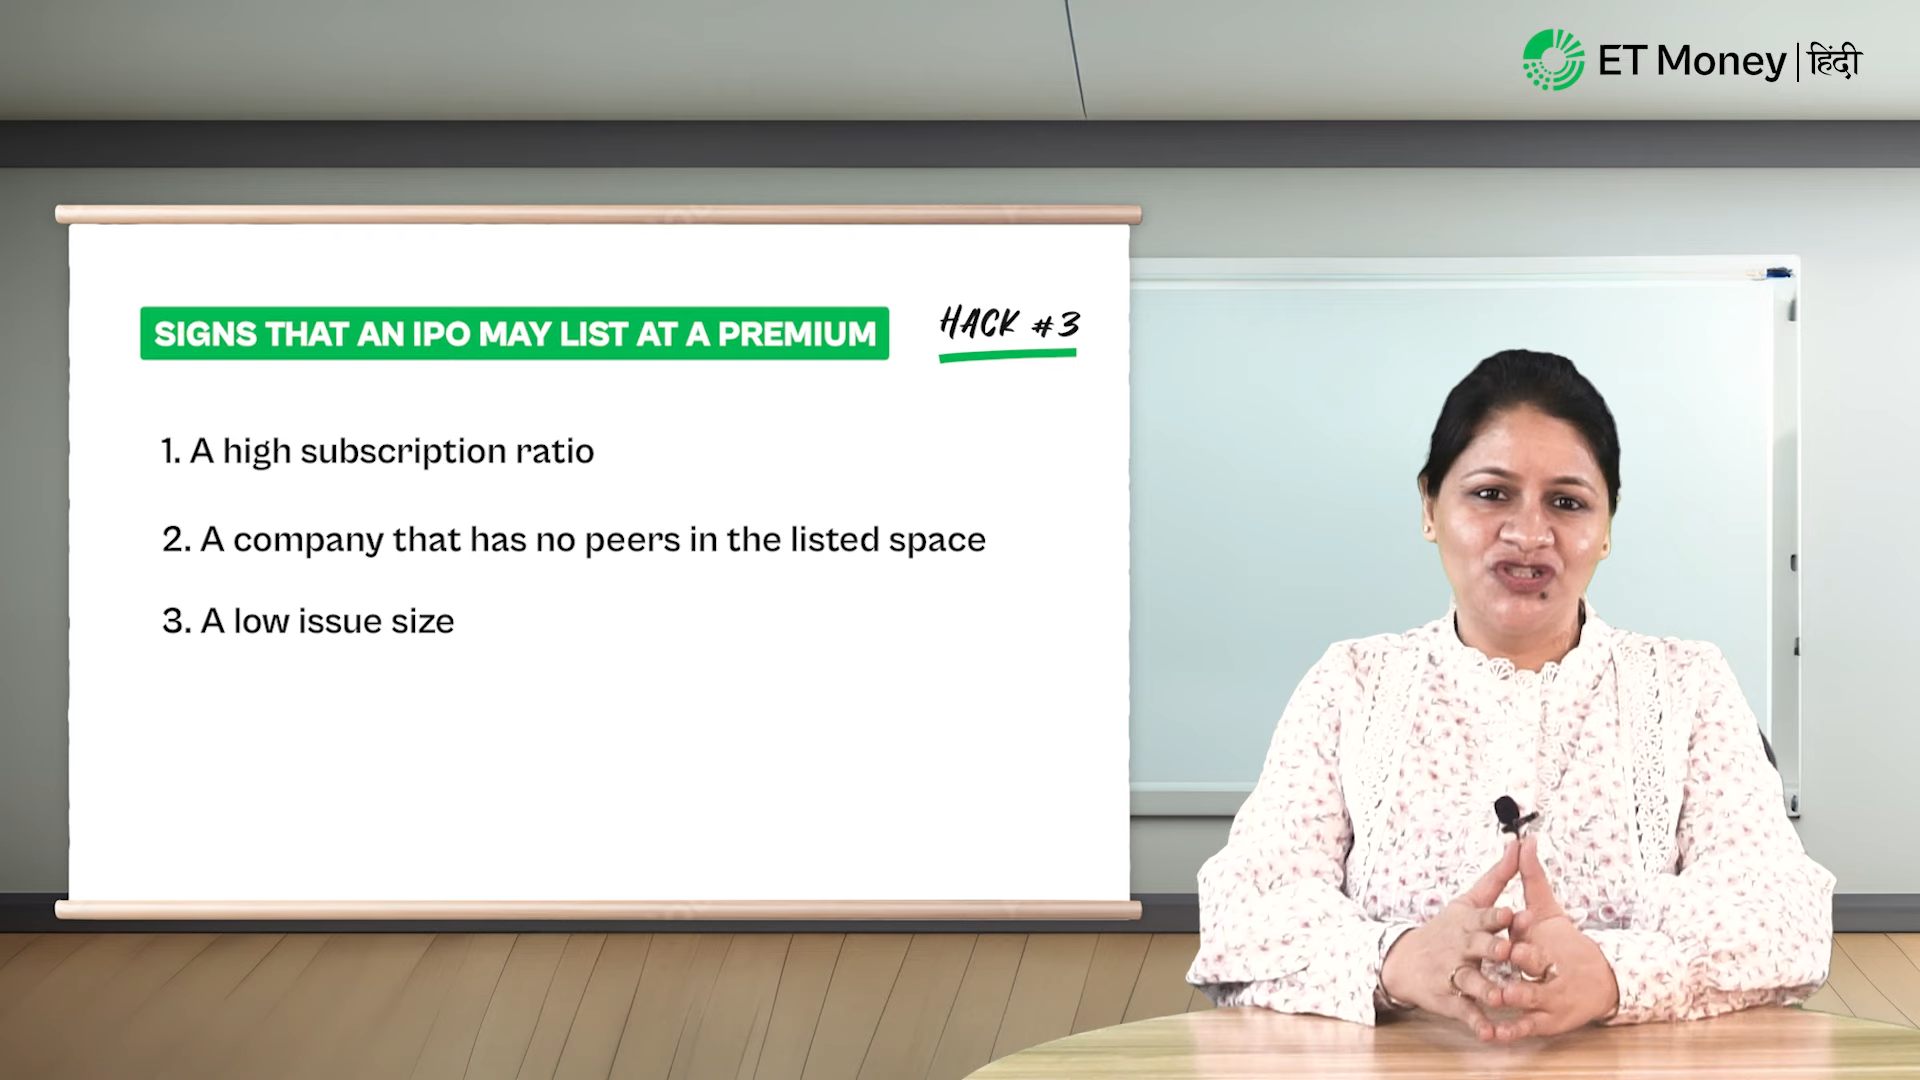 ET Money | हिंदी
SIGNS THAT AN IPO MAY LIST AT A PREMIUM
HACK #3
1. A high subscription ratio
2. A company that has no peers in the listed space
3. A low issue size